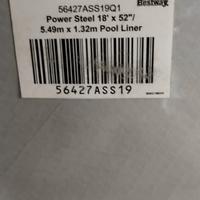 Bestway
56427ASS19Q1
Power Steel 18' x 52"/
5.49m x 1.32m Pool Liner
56427ASS19